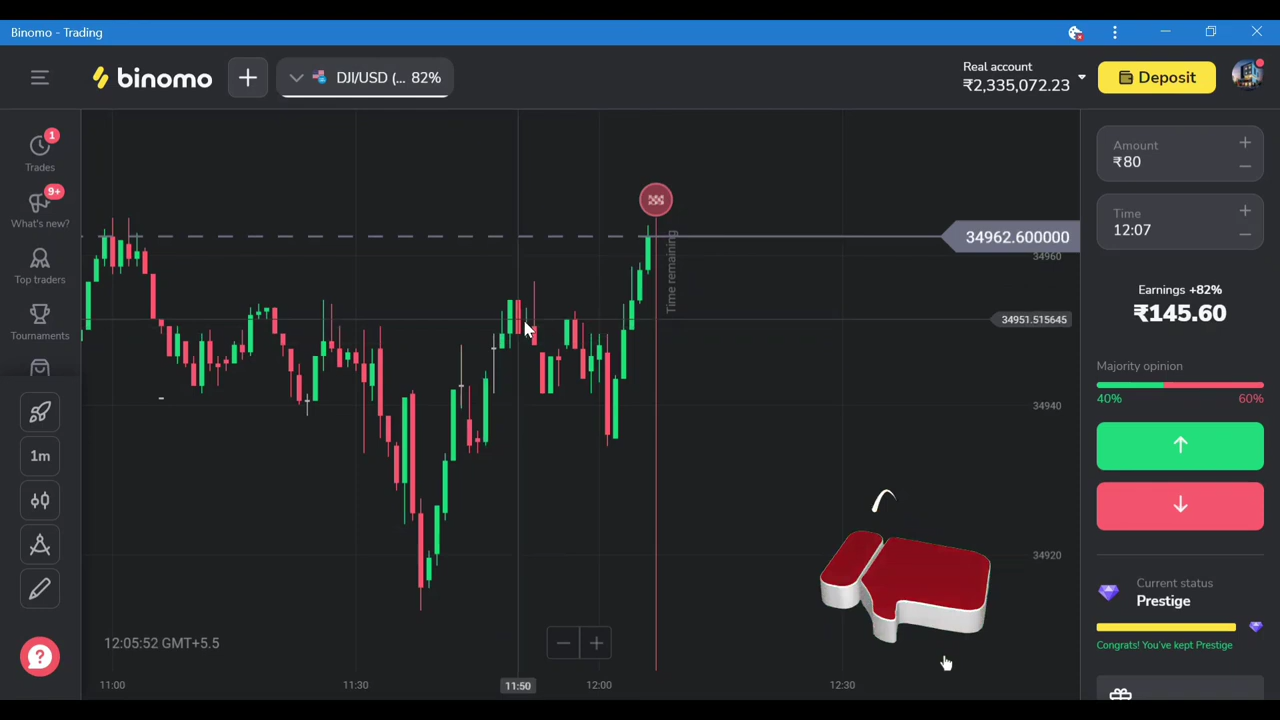 Binomo - Trading
binomo
DJI/USD (... 82%
Real account
₹2,335,072.23
Deposit
1
Trades
9+
What's new?
Top traders
Tournaments
1m
Time remaining
34962.600000
34960
34951.515645
34940
34920
12:05:52 GMT+5.5
11:00
11:30
11:50
12:00
12:30
Amount
₹80
Time
12:07
Earnings +82%
₹145.60
Majority opinion
40% 60%
Current status
Prestige
Congrats! You've kept Prestige